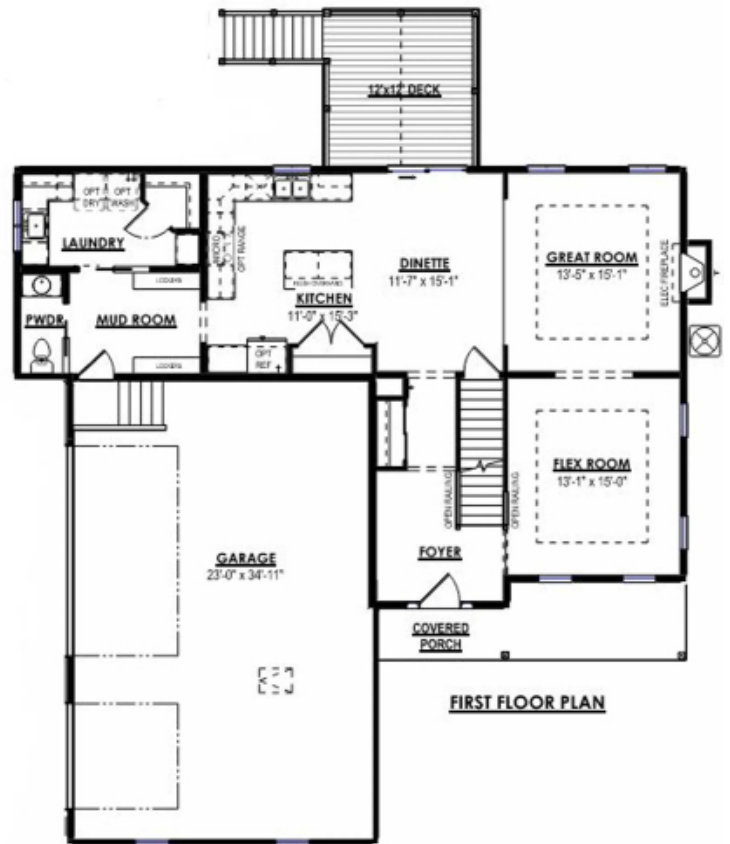 12'x12' DECK
OPT DRY
OPT WASH
LAUNDRY
MICRO
OPT RANGE
DINETTE
11'-7" x 15'-1"
GREAT ROOM
13'-5" x 15'-1"
ELEC FIREPLACE
LOCKERS
KITCHEN
11'-0" x 15'-3"
PWDR
MUD ROOM
LOCKERS
OPT REF
FLEX ROOM
13'-1" x 15'-0"
OPEN RAILING
OPEN RAILING
FOYER
GARAGE
23'-0" x 34'-11"
COVERED
PORCH
FIRST FLOOR PLAN